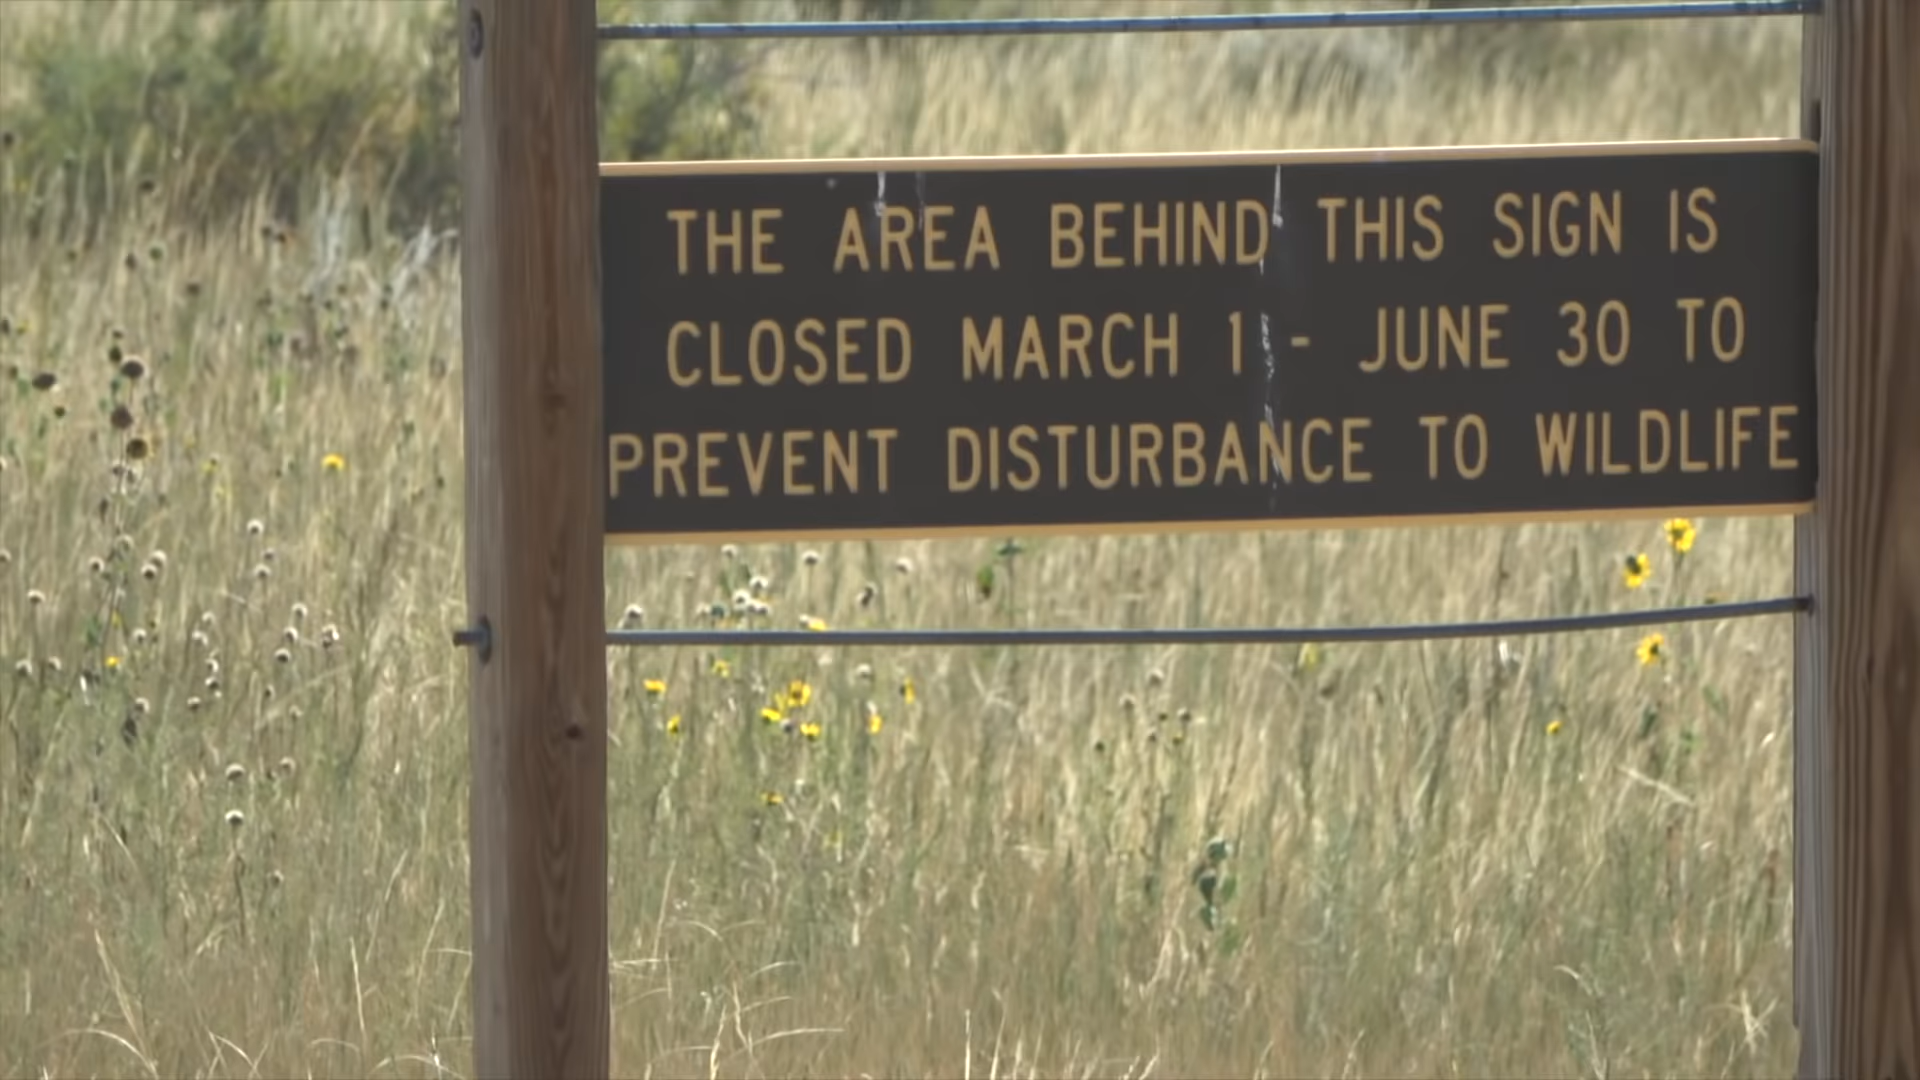 THE AREA BEHIND THIS SIGN IS
CLOSED MARCH 1 - JUNE 30 TO
PREVENT DISTURBANCE TO WILDLIFE